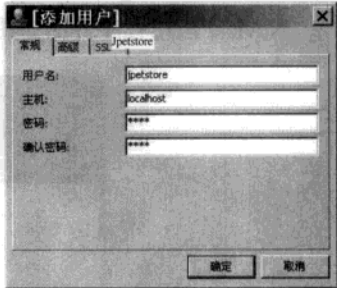 [添加用户]
常规 高级 SSL Jpetstore
用户名: jpetstore
主机: localhost
密码: ****
确认密码: ****
确定 取消